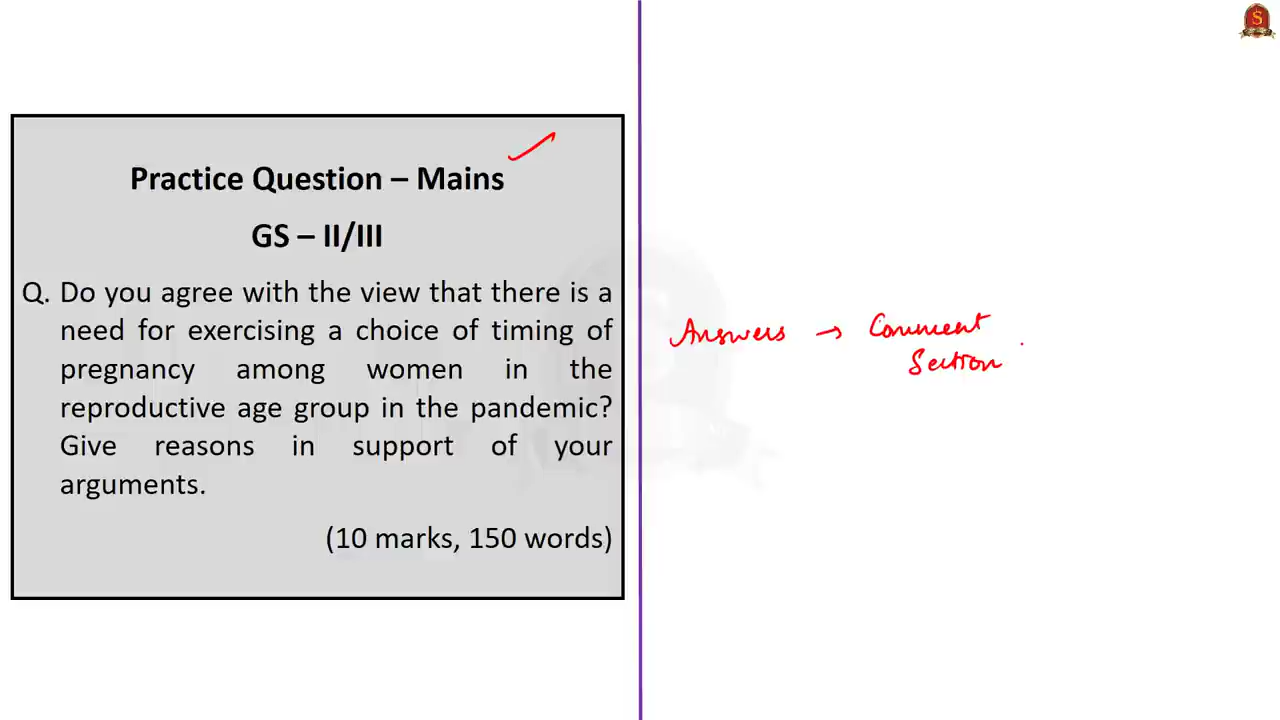 Practice Question – Mains
GS – II/III
Q. Do you agree with the view that there is a
need for exercising a choice of timing of
pregnancy among women in the
reproductive age group in the pandemic?
Give reasons in support of your
arguments.
(10 marks, 150 words)
Answers → Comment
Section